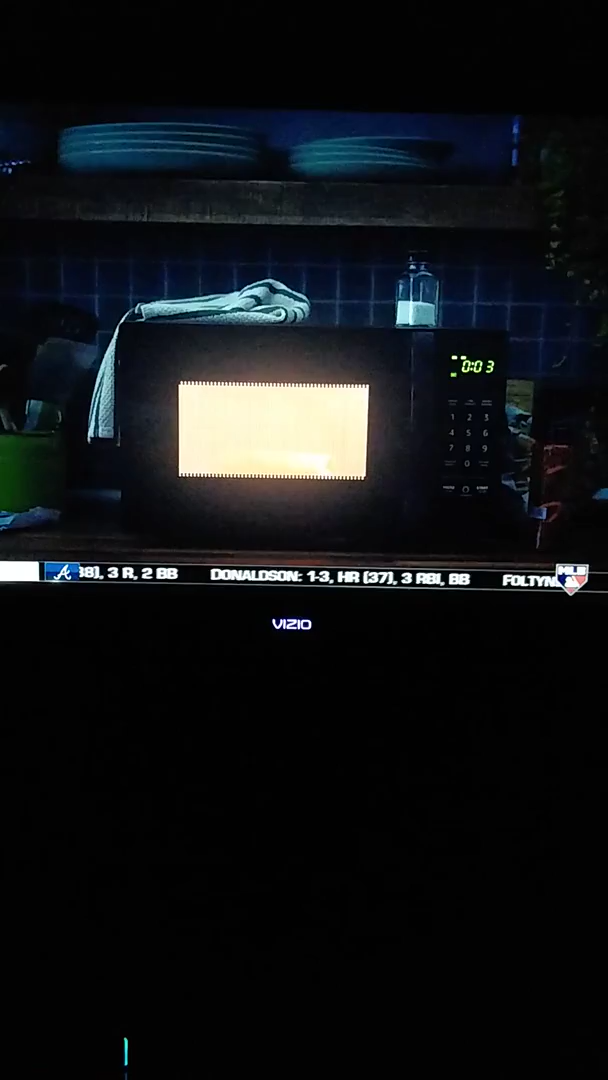 0:03
1 2 3
4 5 6
7 8 9
0
A 38), 3 R, 2 BB DONALDSON: 1-3, HR (37), 3 RBI, BB FOLTYN MLB
VIZIO